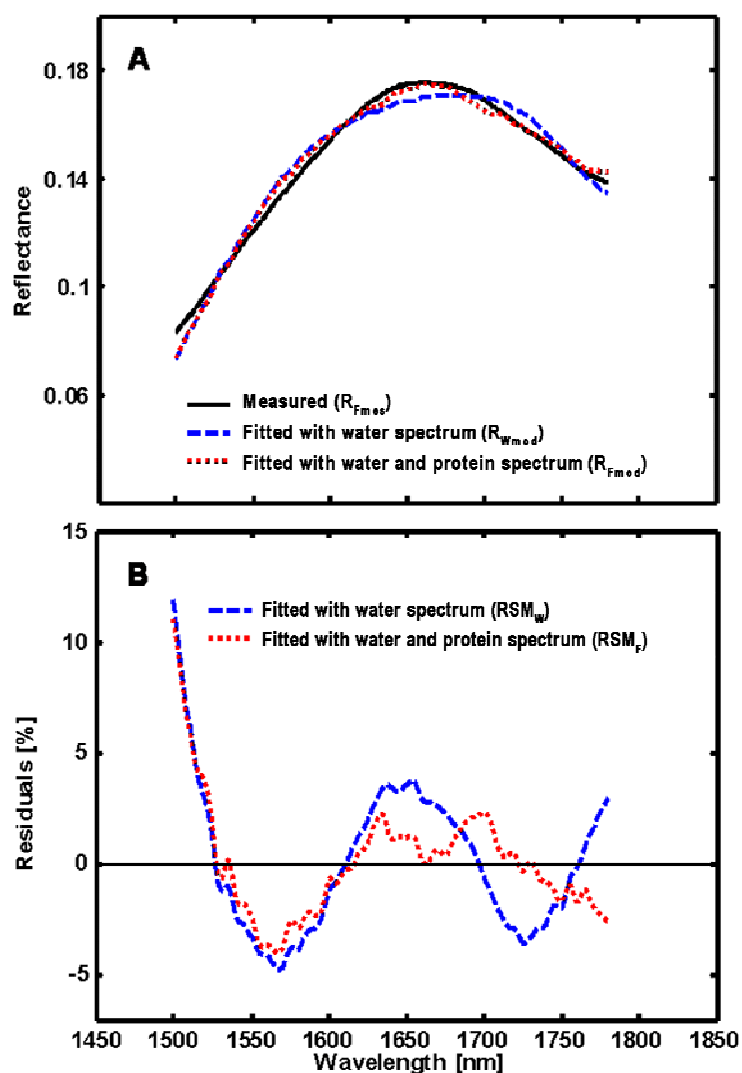 A
0.18
0.14
0.1
0.06
Reflectance
Measured (RFmes)
Fitted with water spectrum (RWmod)
Fitted with water and protein spectrum (RFmod)
B
15
10
5
0
-5
Residuals [%]
Fitted with water spectrum (RSMW)
Fitted with water and protein spectrum (RSMF)
1450 1500 1550 1600 1650 1700 1750 1800 1850
Wavelength [nm]